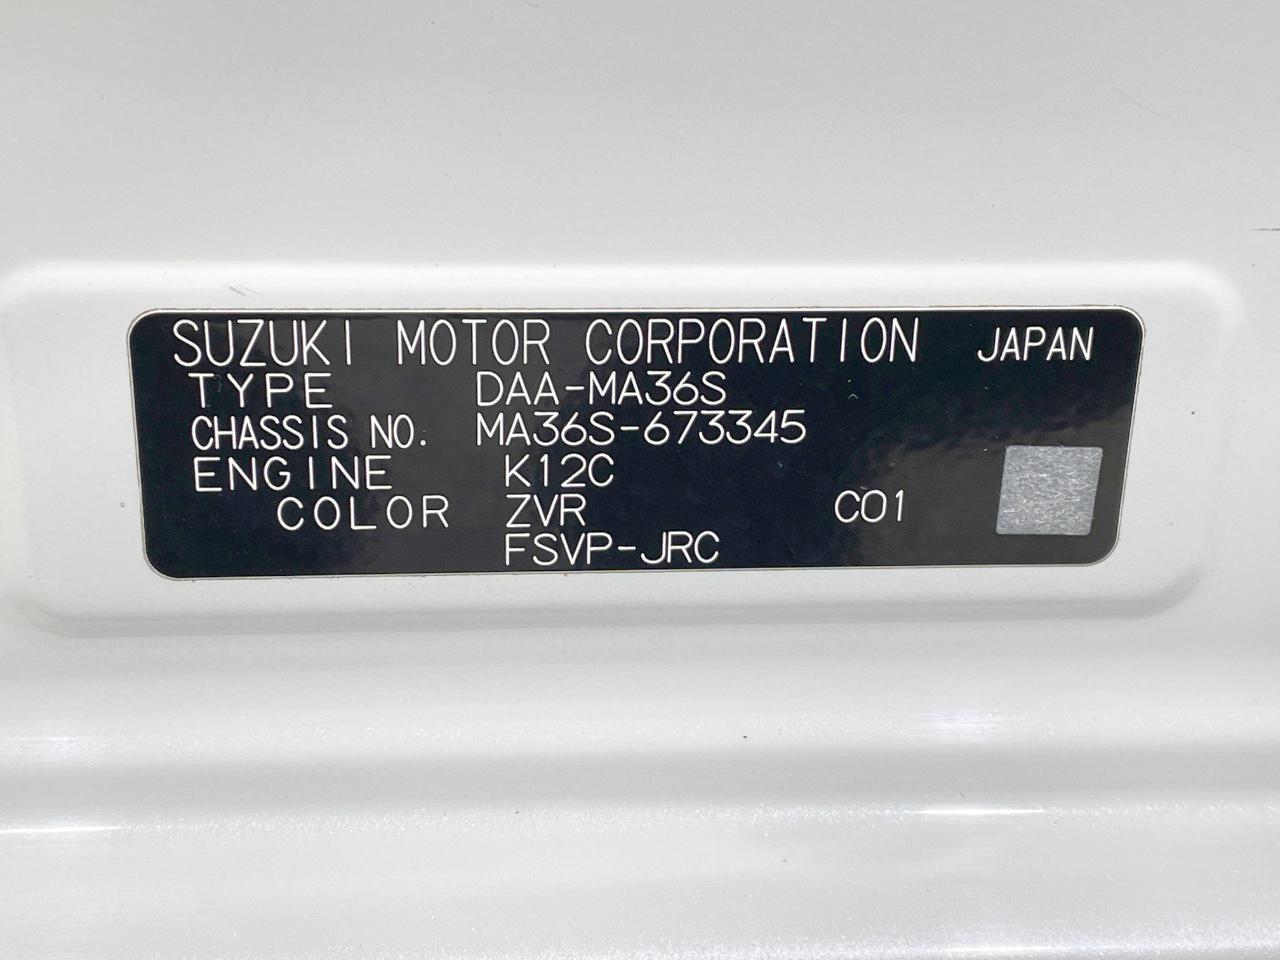 SUZUKI MOTOR CORPORATION JAPAN
TYPE DAA-MA36S
CHASSIS NO. MA36S-673345
ENGINE K12C
COLOR ZVR C01
FSVP-JRC